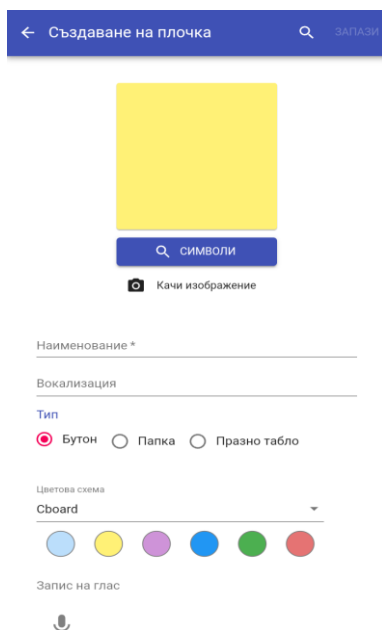 Създаване на плочка ЗАПАЗИ
СИМВОЛИ
Качи изображение
Наименование *
Вокализация
Тип
Бутон Папка Празно табло
Цветова схема
Cboard
Запис на глас